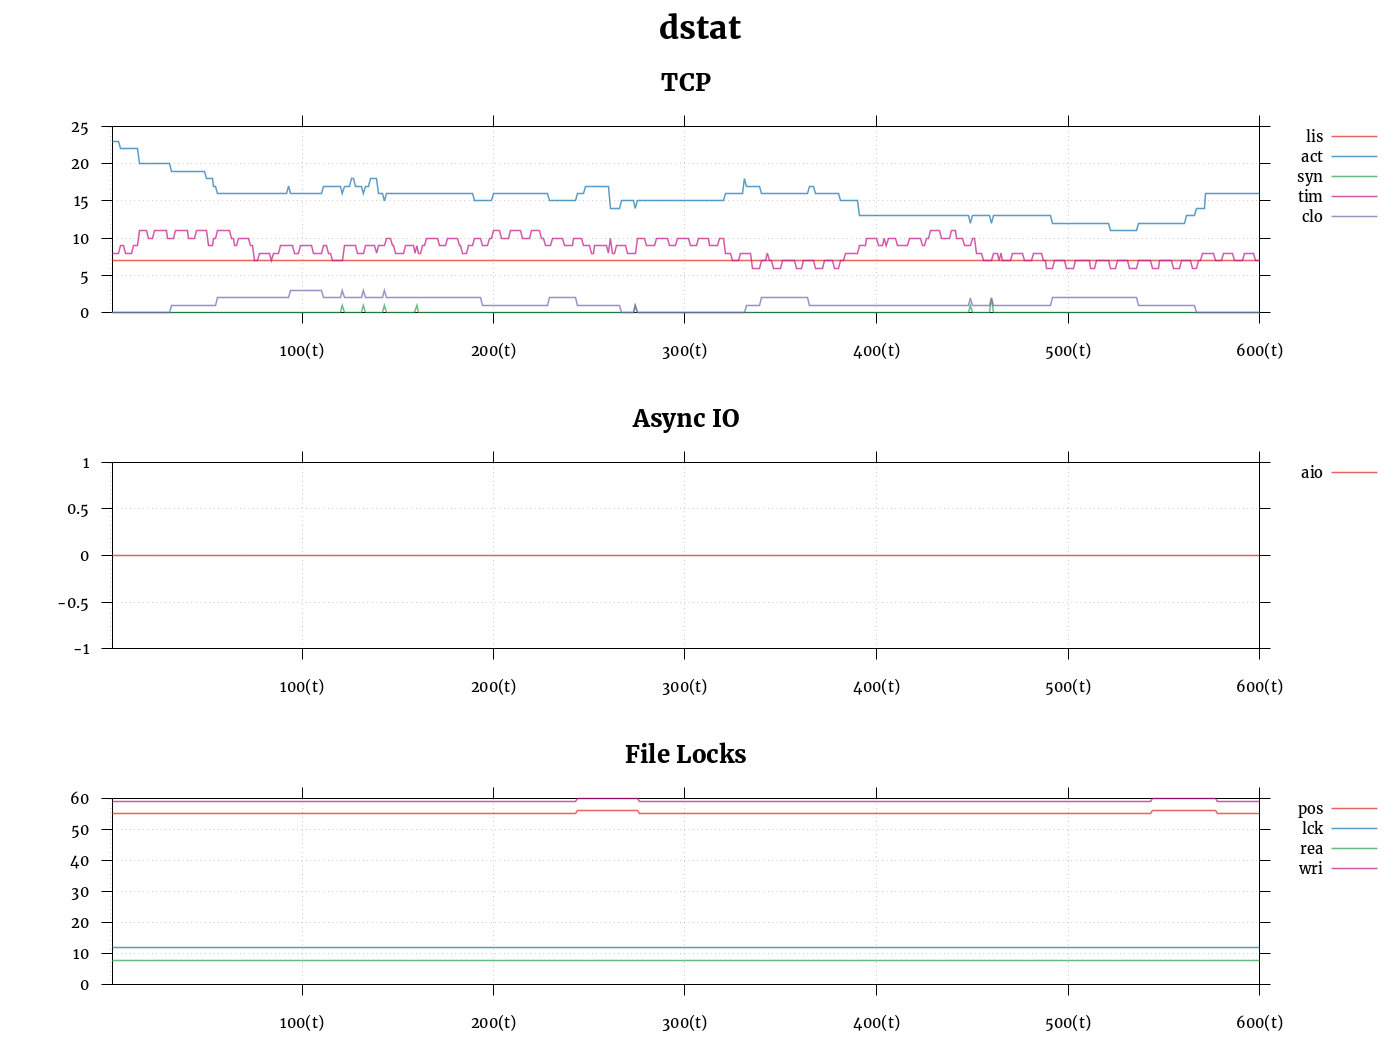 dstat
TCP
25
20
15
10
5
0
100(t) 200(t) 300(t) 400(t) 500(t) 600(t)
lis
act
syn
tim
clo
Async IO
1
0.5
0
-0.5
-1
100(t) 200(t) 300(t) 400(t) 500(t) 600(t)
aio
File Locks
60
50
40
30
20
10
0
100(t) 200(t) 300(t) 400(t) 500(t) 600(t)
pos
lck
rea
wri